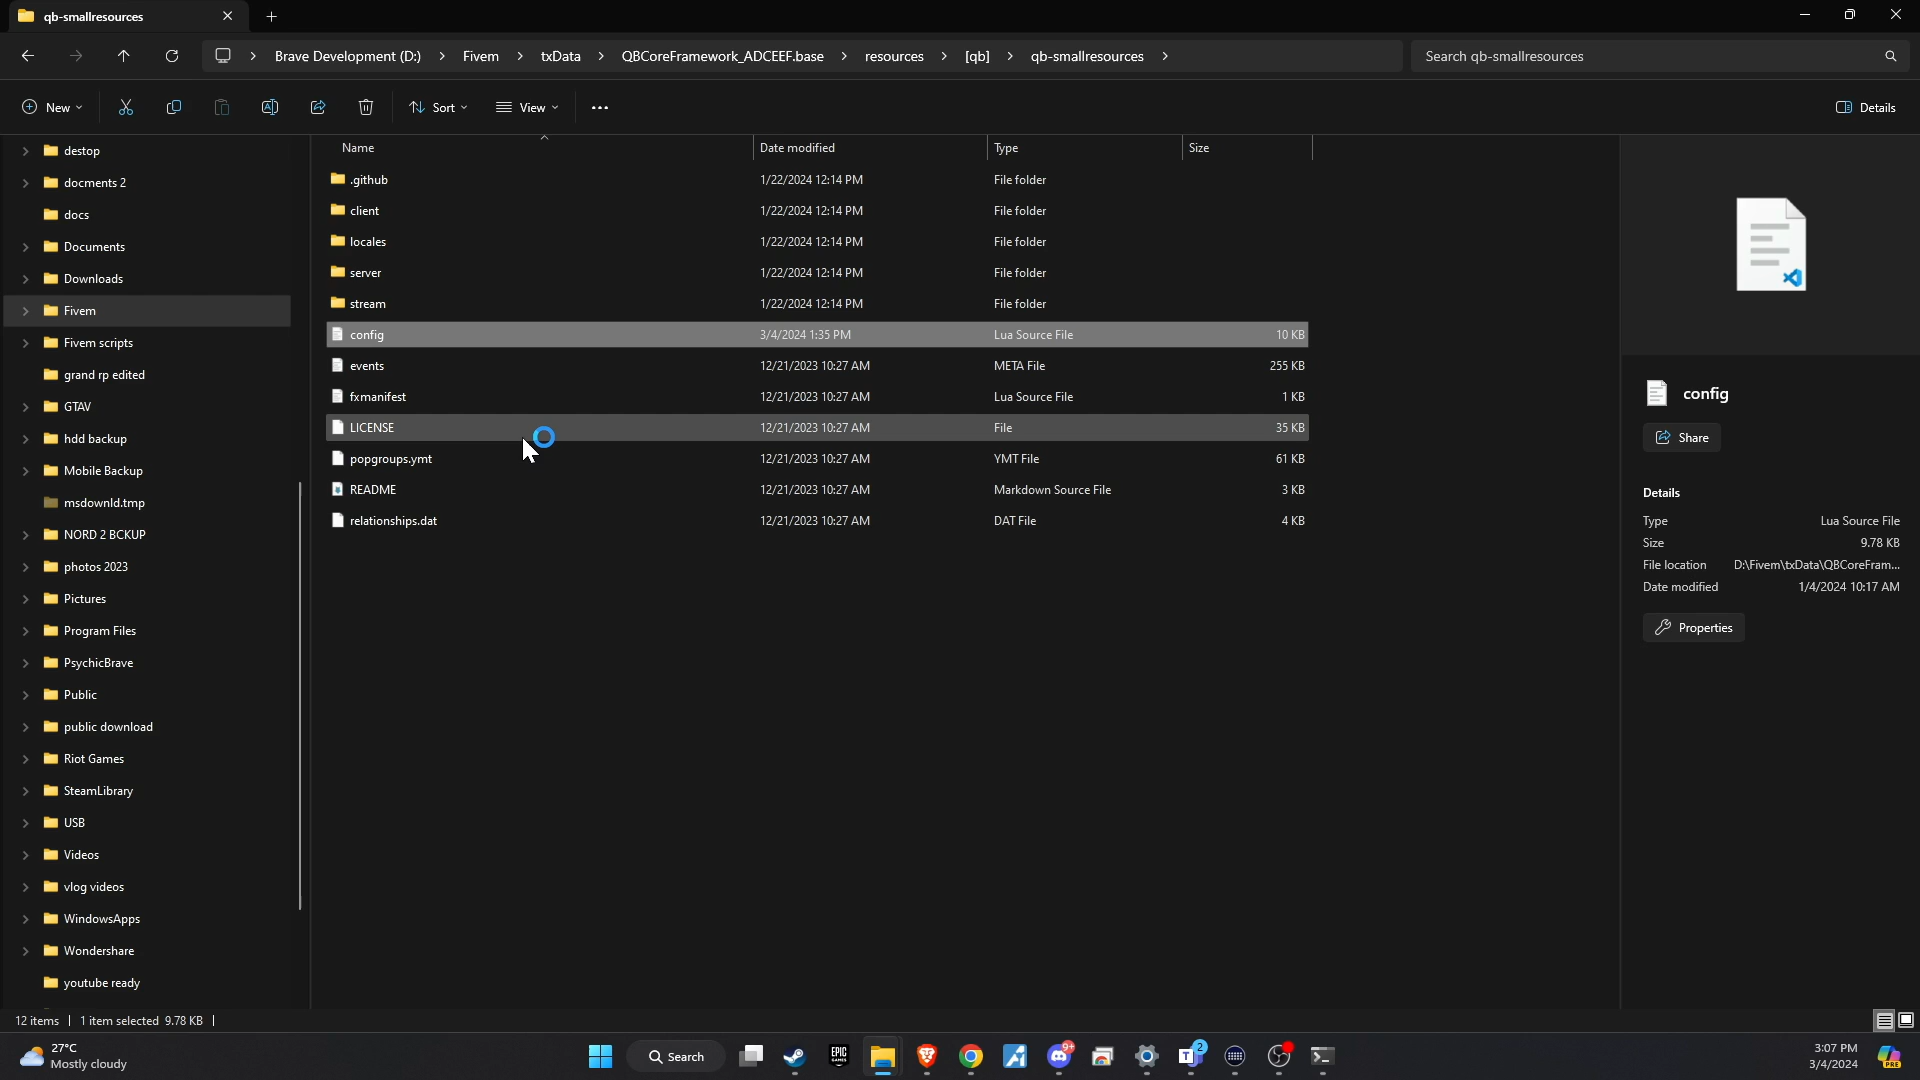 qb-smallresources
Brave Development (D:) > Fivem > txData > QBCoreFramework_ADCEEF.base > resources > [qb] > qb-smallresources >
Search qb-smallresources
New
Sort
View
Details
Name Date modified Type Size
destop
docments 2
docs
Documents
Downloads
Fivem
Fivem scripts
grand rp edited
GTAV
hdd backup
Mobile Backup
msdownld.tmp
NORD 2 BCKUP
photos 2023
Pictures
Program Files
PsychicBrave
Public
public download
Riot Games
SteamLibrary
USB
Videos
vlog videos
WindowsApps
Wondershare
youtube ready
.github 1/22/2024 12:14 PM File folder
client 1/22/2024 12:14 PM File folder
locales 1/22/2024 12:14 PM File folder
server 1/22/2024 12:14 PM File folder
stream 1/22/2024 12:14 PM File folder
config 3/4/2024 1:35 PM Lua Source File 10 KB
events 12/21/2023 10:27 AM META File 255 KB
fxmanifest 12/21/2023 10:27 AM Lua Source File 1 KB
LICENSE 12/21/2023 10:27 AM File 35 KB
popgroups.ymt 12/21/2023 10:27 AM YMT File 61 KB
README 12/21/2023 10:27 AM Markdown Source File 3 KB
relationships.dat 12/21/2023 10:27 AM DAT File 4 KB
config
Share
Details
Type Lua Source File
Size 9.78 KB
File location D:\Fivem\txData\QBCoreFram...
Date modified 1/4/2024 10:17 AM
Properties
12 items | 1 item selected 9.78 KB |
27°C
Mostly cloudy
Search
EPIC
GAMES
9+
T
2
PRE
3:07 PM
3/4/2024